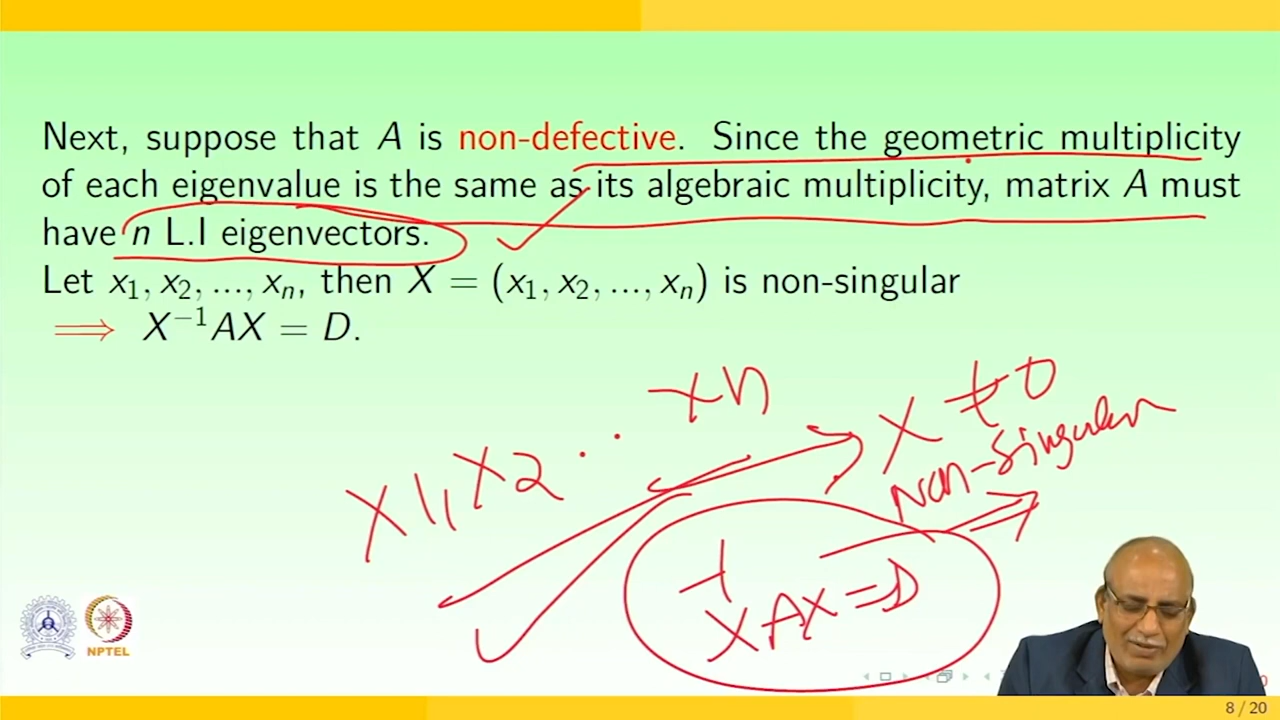 Next, suppose that A is non-defective. Since the geometric multiplicity
of each eigenvalue is the same as its algebraic multiplicity, matrix A must
have n L.I eigenvectors.
Let x₁, x₂, ..., xₙ, then X = (x₁, x₂, ..., xₙ) is non-singular
⟹ X⁻¹AX = D.
X1, X2 . . xn
X ≠ 0
Non-Singular
X⁻¹AX = D
NPTEL
8 / 20